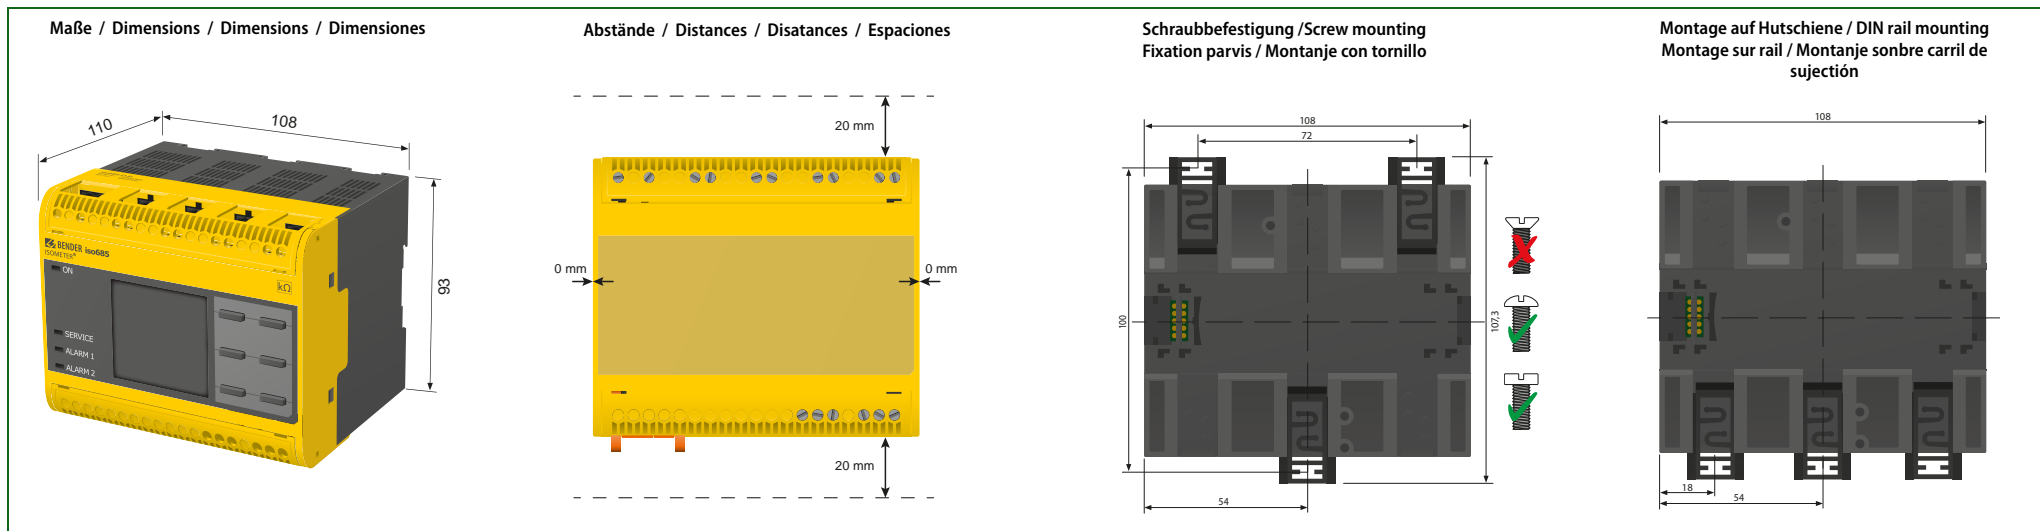 Maße / Dimensions / Dimensions / Dimensiones
110
108
93
BENDER iso685
ISOMETER®
ON
kΩ
SERVICE
ALARM 1
ALARM 2
Abstände / Distances / Disatances / Espaciones
20 mm
0 mm
0 mm
20 mm
Schraubbefestigung /Screw mounting
Fixation parvis / Montanje con tornillo
108
72
100
107,3
54
Montage auf Hutschiene / DIN rail mounting
Montage sur rail / Montanje sonbre carril de
sujectión
108
18
54